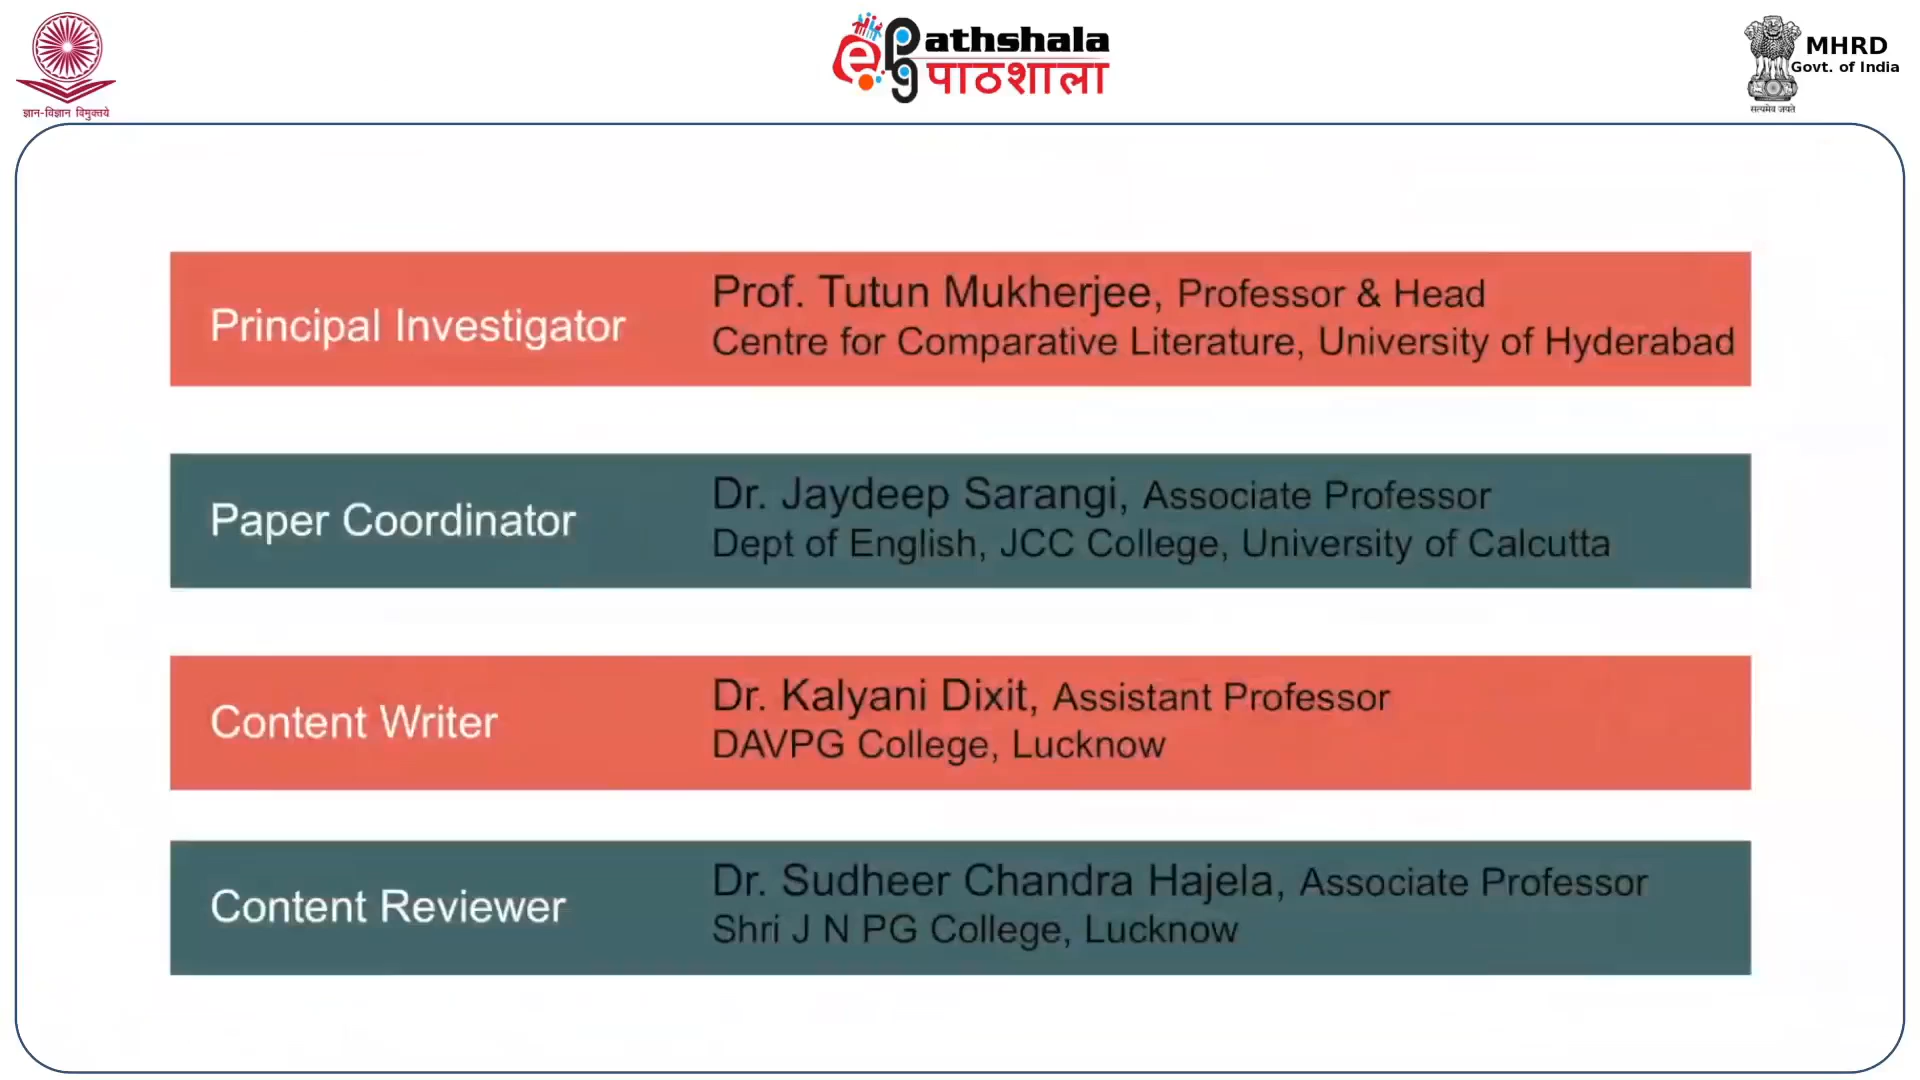 ज्ञान-विज्ञान विमुक्तये
e pg Pathshala
पाठशाला
MHRD
Govt. of India
सत्यमेव जयते
Principal Investigator
Prof. Tutun Mukherjee, Professor & Head
Centre for Comparative Literature, University of Hyderabad
Paper Coordinator
Dr. Jaydeep Sarangi, Associate Professor
Dept of English, JCC College, University of Calcutta
Content Writer
Dr. Kalyani Dixit, Assistant Professor
DAVPG College, Lucknow
Content Reviewer
Dr. Sudheer Chandra Hajela, Associate Professor
Shri J N PG College, Lucknow